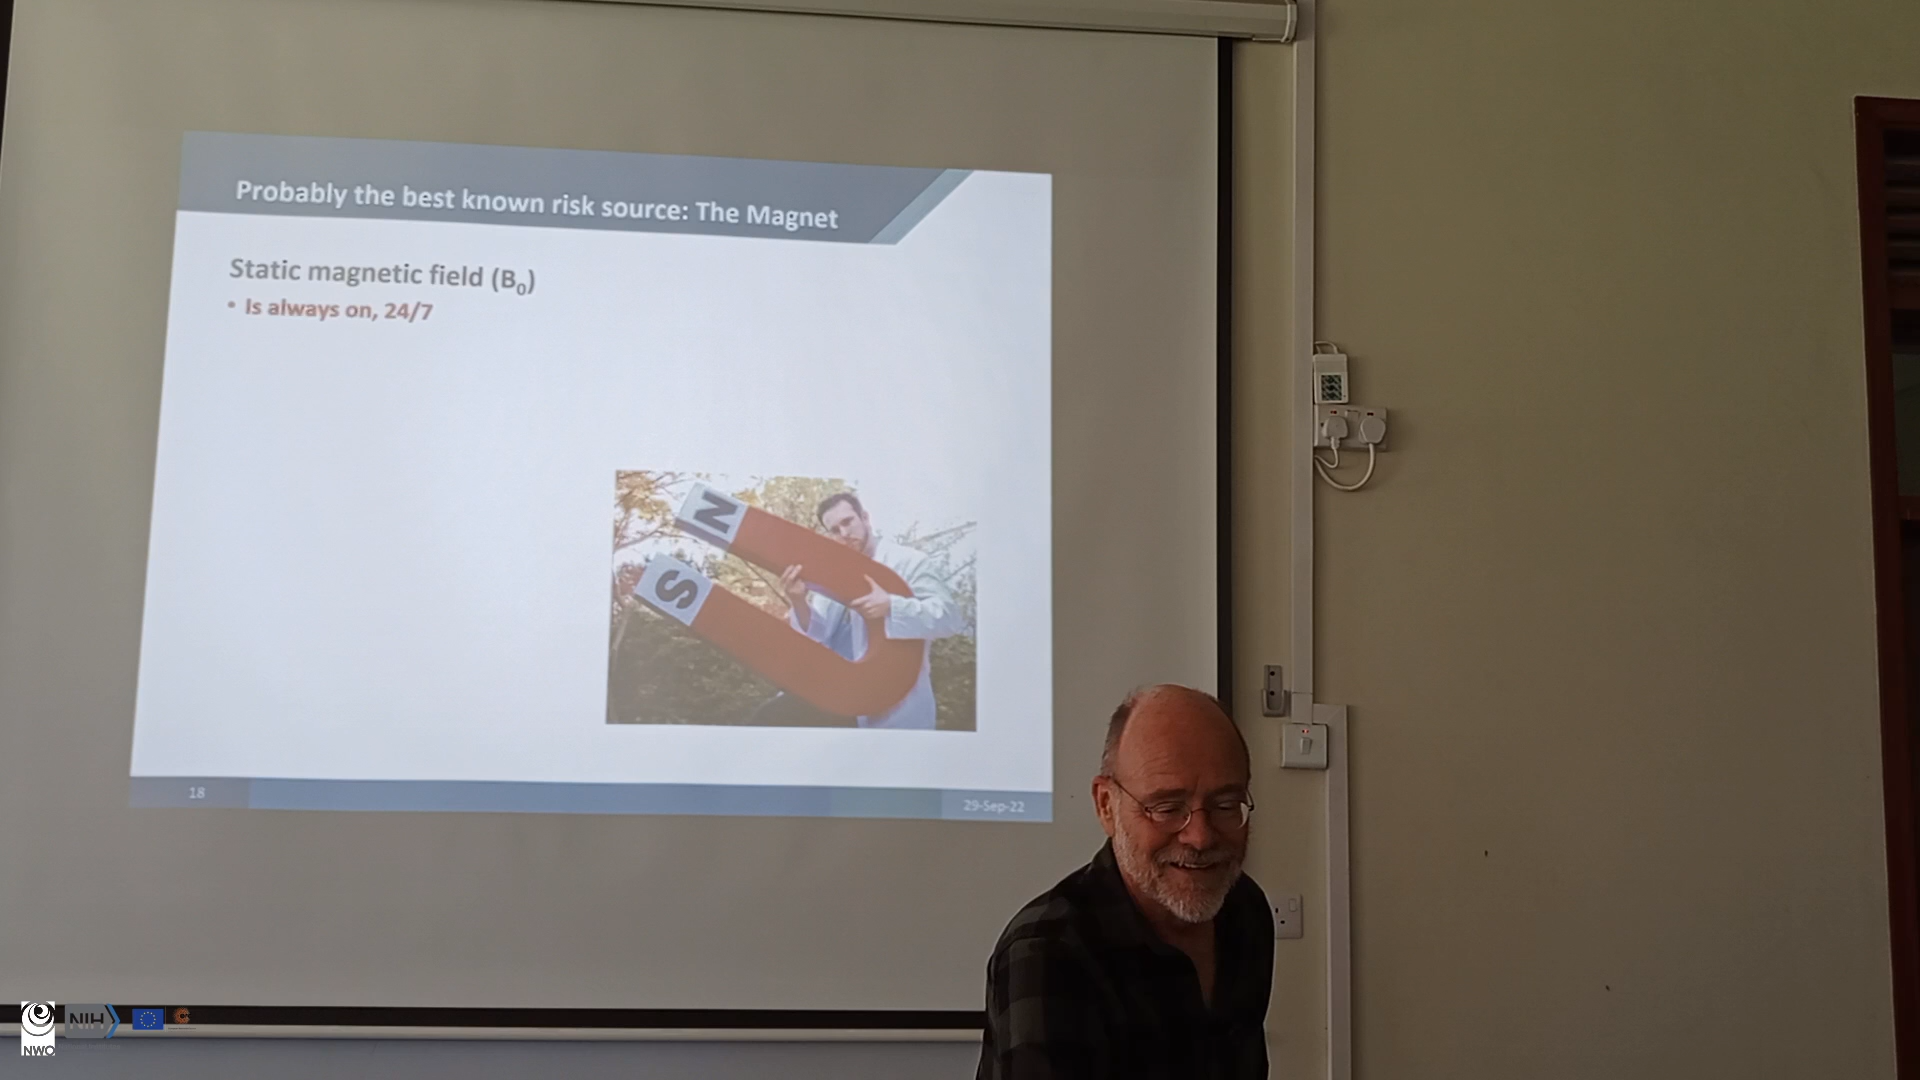 Probably the best known risk source: The Magnet
Static magnetic field (B₀)
• Is always on, 24/7
N
S
18
29-Sep-22
NWO
NIH